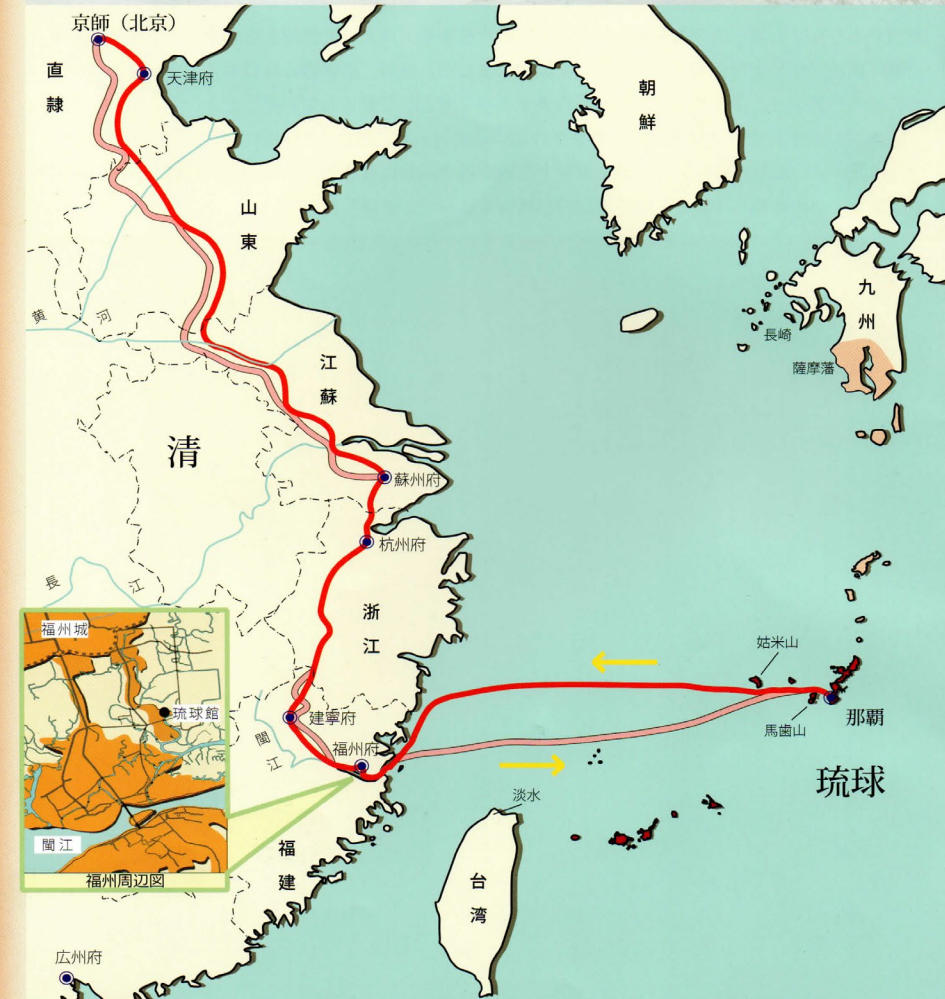 京師（北京）
天津府
直隷
朝鮮
山東
九州
黄河
長崎
江蘇
薩摩藩
清
蘇州府
杭州府
長江
浙江
福州城
姑米山
琉球館
建寧府
那覇
馬歯山
閩江
福州府
琉球
淡水
閩江
福建
福州周辺図
台湾
広州府